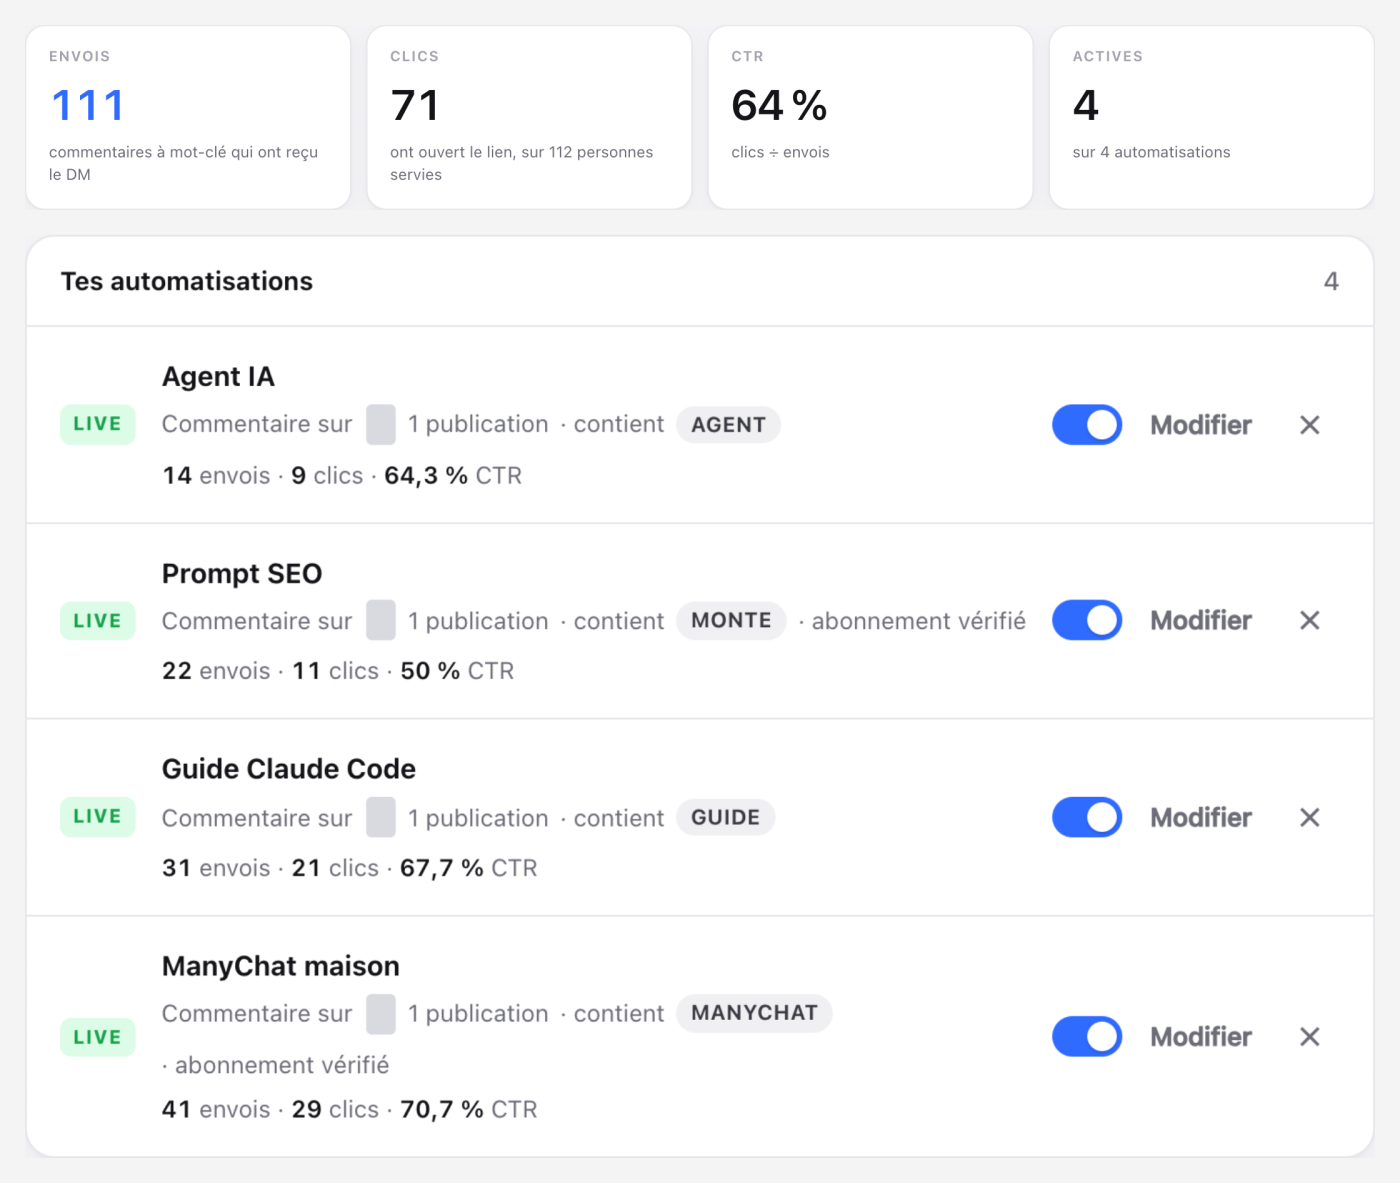 ENVOIS
111
commentaires à mot-clé qui ont reçu
le DM
CLICS
71
ont ouvert le lien, sur 112 personnes
servies
CTR
64 %
clics ÷ envois
ACTIVES
4
sur 4 automatisations
Tes automatisations 4
Agent IA
LIVE Commentaire sur 1 publication · contient AGENT Modifier ×
14 envois · 9 clics · 64,3 % CTR
Prompt SEO
LIVE Commentaire sur 1 publication · contient MONTE · abonnement vérifié Modifier ×
22 envois · 11 clics · 50 % CTR
Guide Claude Code
LIVE Commentaire sur 1 publication · contient GUIDE Modifier ×
31 envois · 21 clics · 67,7 % CTR
ManyChat maison
Commentaire sur 1 publication · contient MANYCHAT
LIVE Modifier ×
· abonnement vérifié
41 envois · 29 clics · 70,7 % CTR